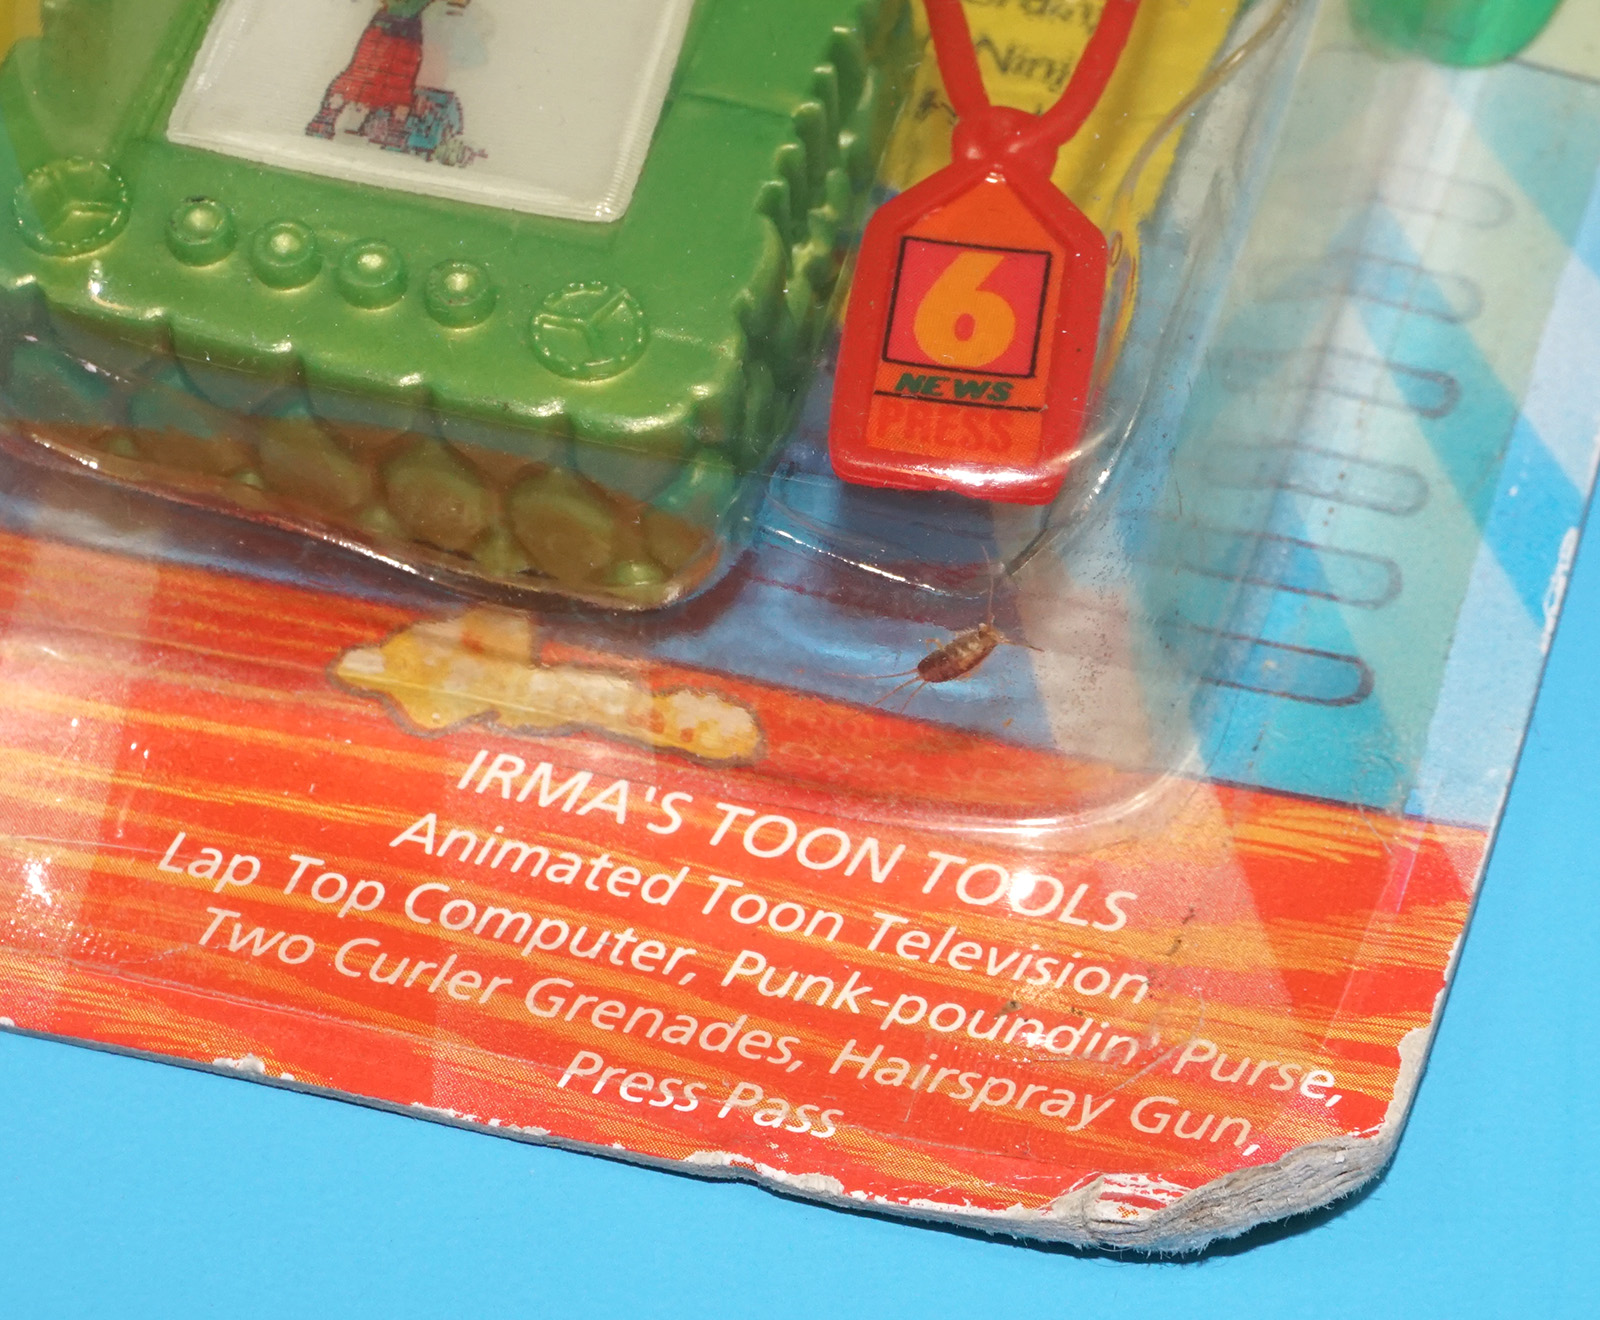 6
NEWS
PRESS
IRMA'S TOON TOOLS
Animated Toon Television
Lap Top Computer, Punk-poundin' Purse,
Two Curler Grenades, Hairspray Gun,
Press Pass